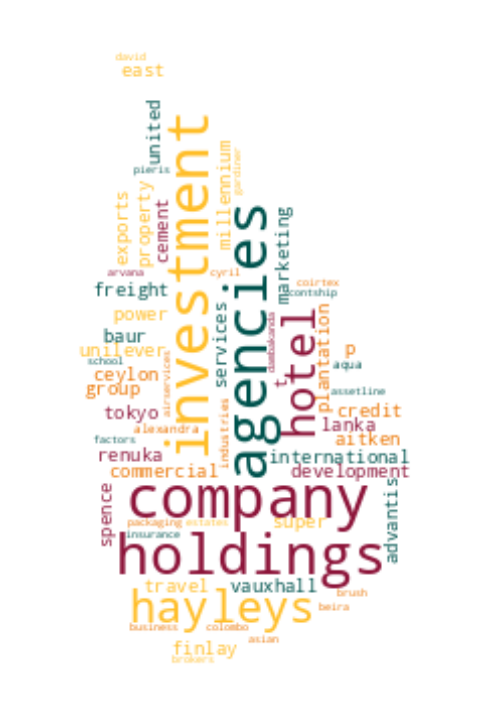 david
east
united
investment
pieris
millennium
gardiner
property
exports
cement
agencies
marketing
arvana
cyril
freight
coirtex
contship
power
services
hotel
plantation
dambakanda
baur
unilever
p
school
aqua
ceylon
airservices
group
t
assetline
tokyo
industries
credit
alexandra
lanka
factors
aitken
renuka
international
commercial
development
company
spence
advantis
packaging
estates
super
insurance
holdings
travel
vauxhall
brush
hayleys
beira
business
colombo
asian
finlay
brokers